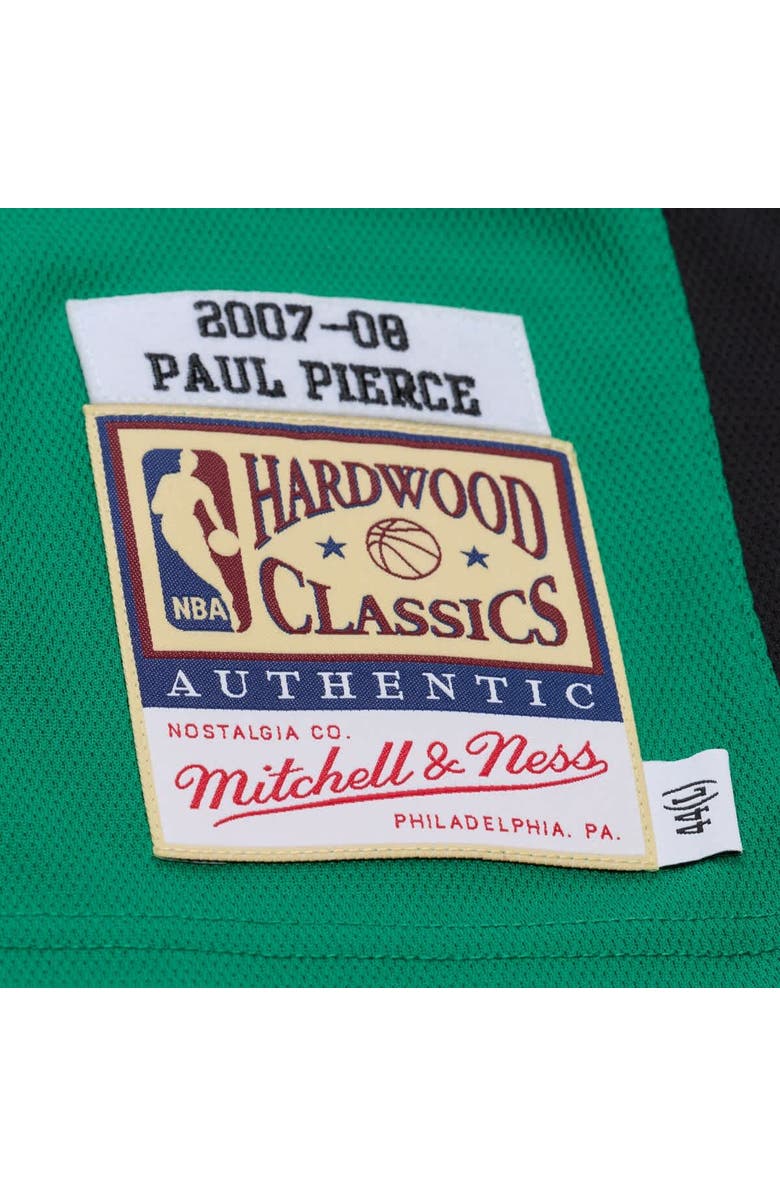 2007-08
PAUL PIERCE
HARDWOOD
NBA
CLASSICS
AUTHENTIC
NOSTALGIA CO.
Mitchell & Ness
PHILADELPHIA. PA.
44(L)